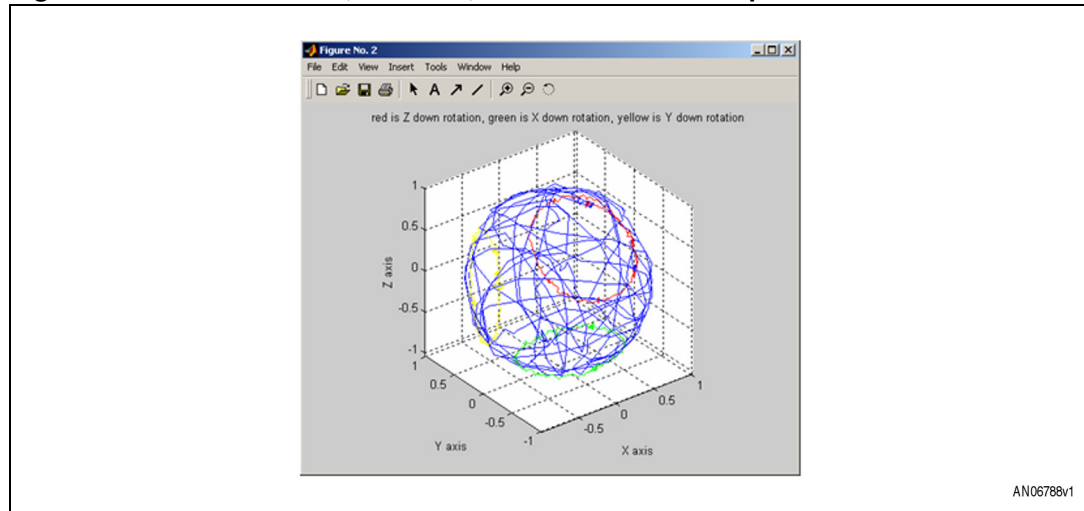 Figure No. 2
File Edit View Insert Tools Window Help
A
red is Z down rotation, green is X down rotation, yellow is Y down rotation
1
0.5
0
-0.5
-1
Z axis
1
0.5
0
-0.5
-1
Y axis
-0.5
0
0.5
1
X axis
AN06788v1